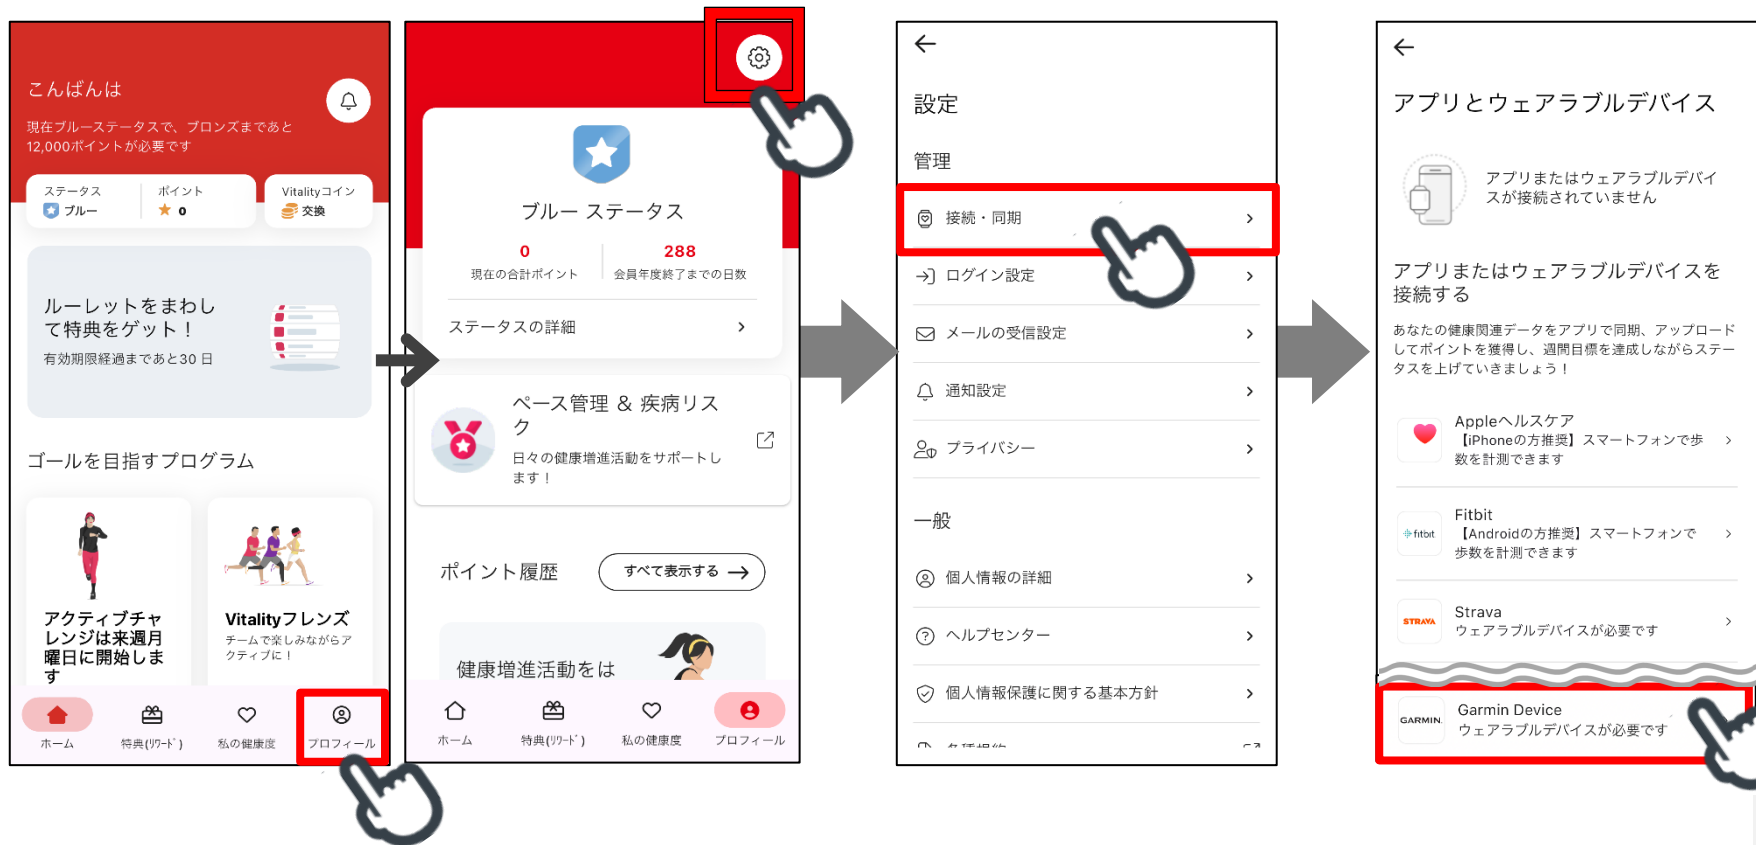 こんばんは
現在ブルーステータスで、ブロンズまであと
12,000ポイントが必要です
ステータス
ブルー
ポイント
0
Vitalityコイン
交換
ルーレットをまわし
て特典をゲット！
有効期限経過まであと30 日
ゴールを目指すプログラム
アクティブチャ
レンジは来週月
曜日に開始しま
す
Vitalityフレンズ
チームで楽しみながらア
クティブに！
ホーム
特典(ﾘﾜｰﾄﾞ)
私の健康度
プロフィール
ブルー ステータス
0
現在の合計ポイント
288
会員年度終了までの日数
ステータスの詳細
ペース管理 ＆ 疾病リス
ク
日々の健康増進活動をサポートし
ます！
ポイント履歴
すべて表示する
健康増進活動をは
ホーム
特典(ﾘﾜｰﾄﾞ)
私の健康度
プロフィール
設定
管理
接続・同期
ログイン設定
メールの受信設定
通知設定
プライバシー
一般
個人情報の詳細
ヘルプセンター
個人情報保護に関する基本方針
アプリとウェアラブルデバイス
アプリまたはウェアラブルデバイ
スが接続されていません
アプリまたはウェアラブルデバイスを
接続する
あなたの健康関連データをアプリで同期、アップロード
してポイントを獲得し、週間目標を達成しながらステー
タスを上げていきましょう！
Appleヘルスケア
【iPhoneの方推奨】スマートフォンで歩
数を計測できます
fitbit
Fitbit
【Androidの方推奨】スマートフォンで
歩数を計測できます
STRAVA
Strava
ウェアラブルデバイスが必要です
GARMIN.
Garmin Device
ウェアラブルデバイスが必要です